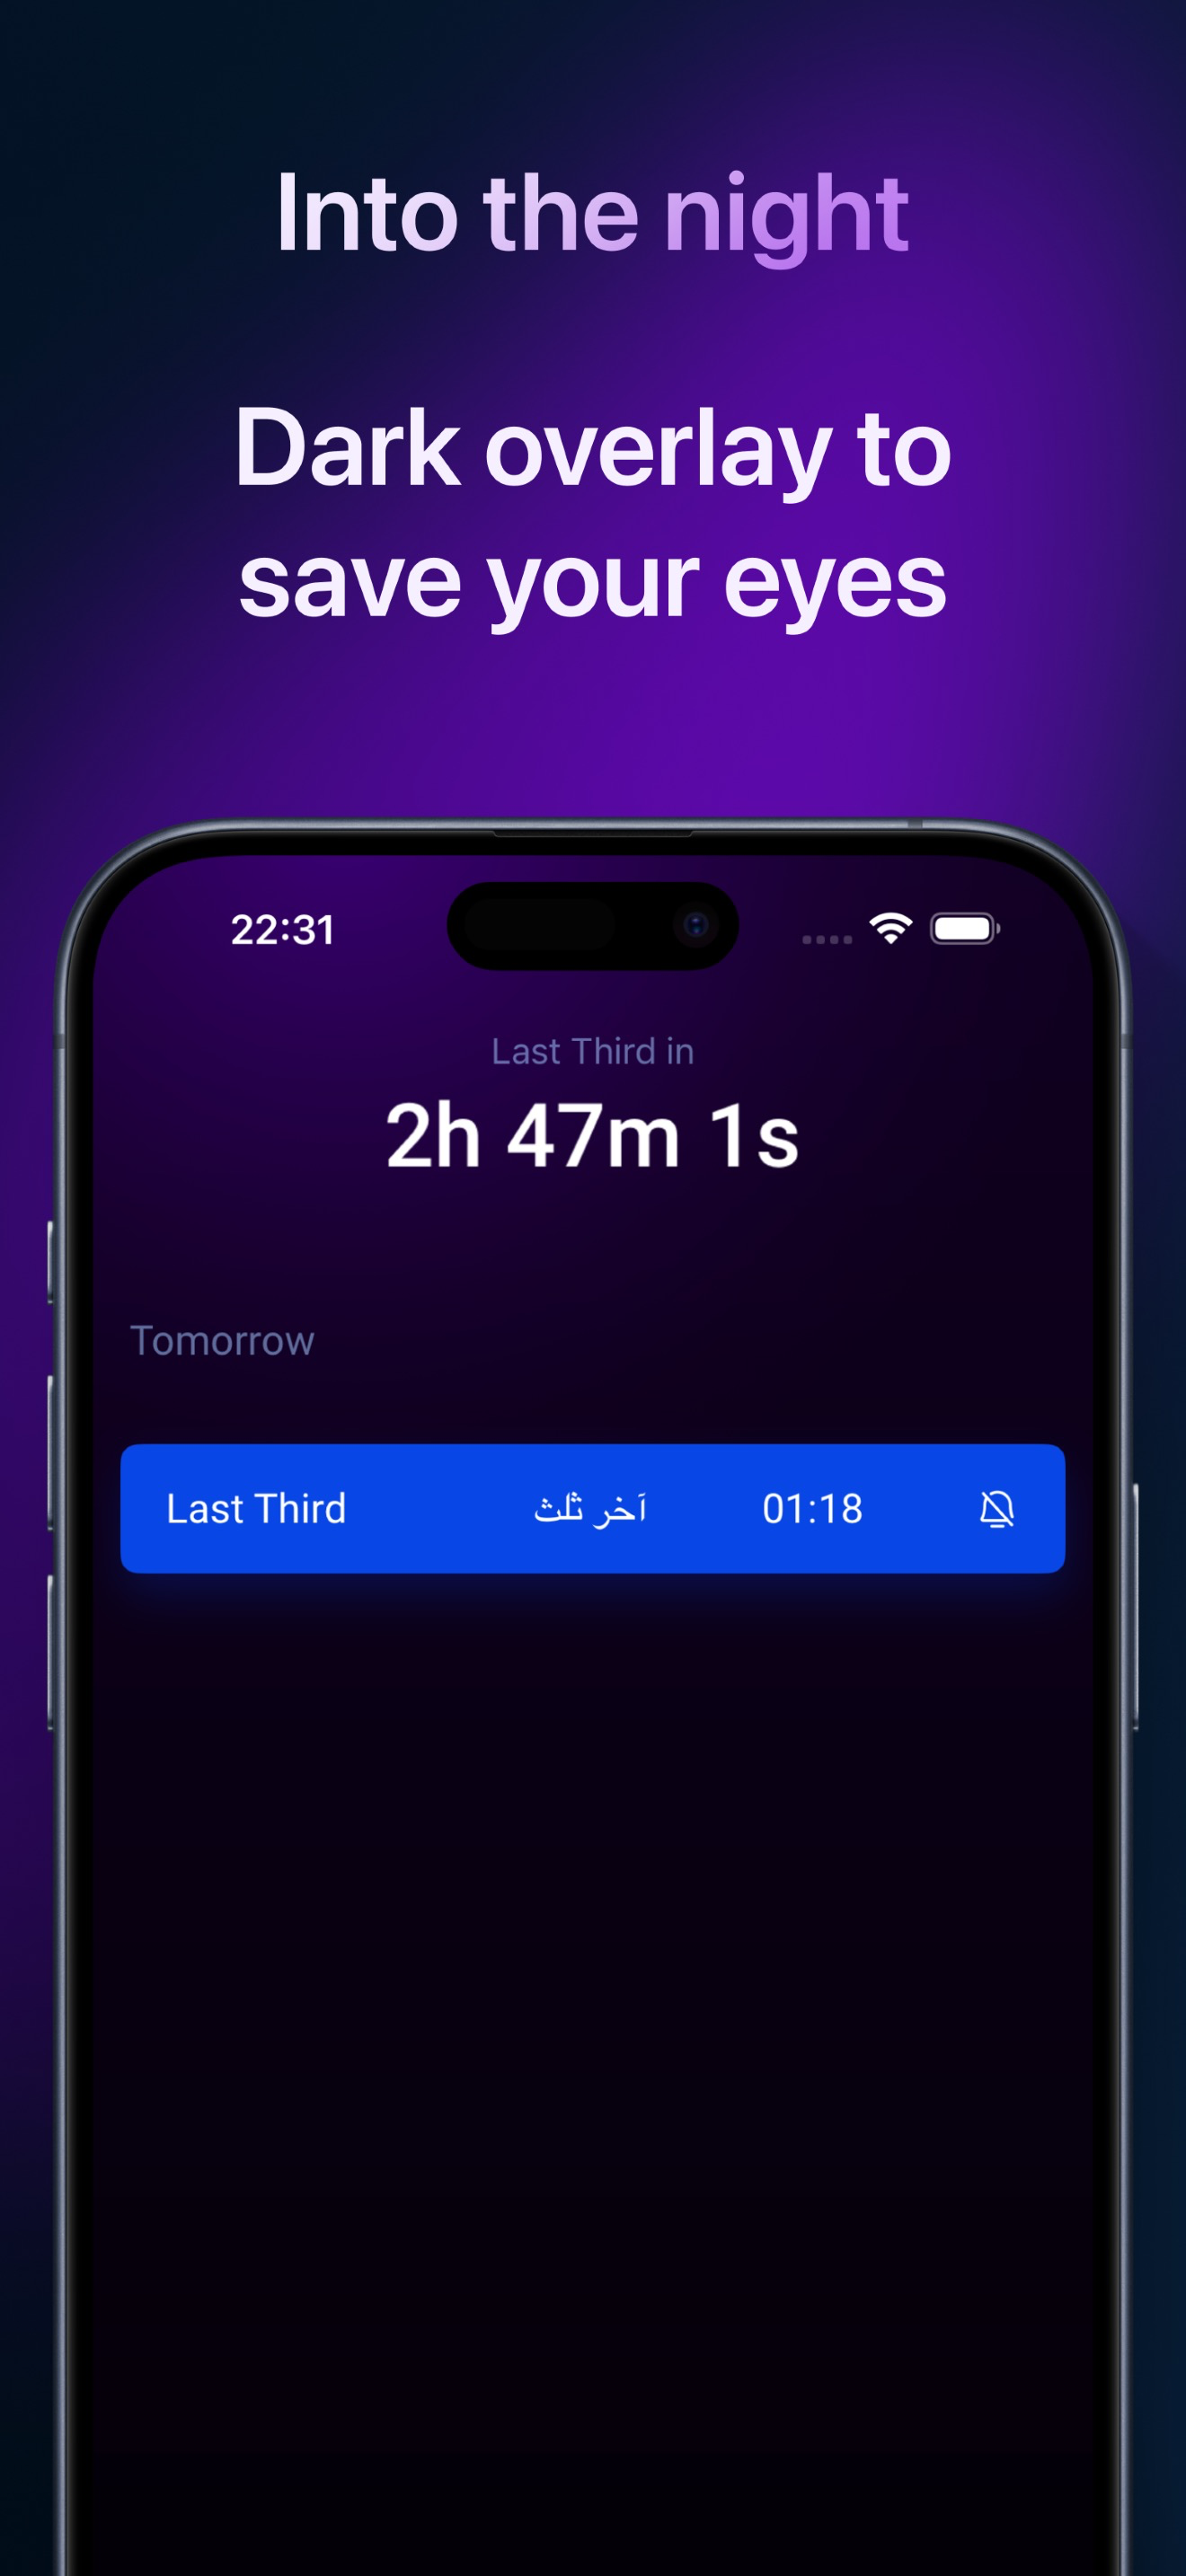 Into the night
Dark overlay to
save your eyes
22:31
Last Third in
2h 47m 1s
Tomorrow
Last Third آخر ثلث 01:18